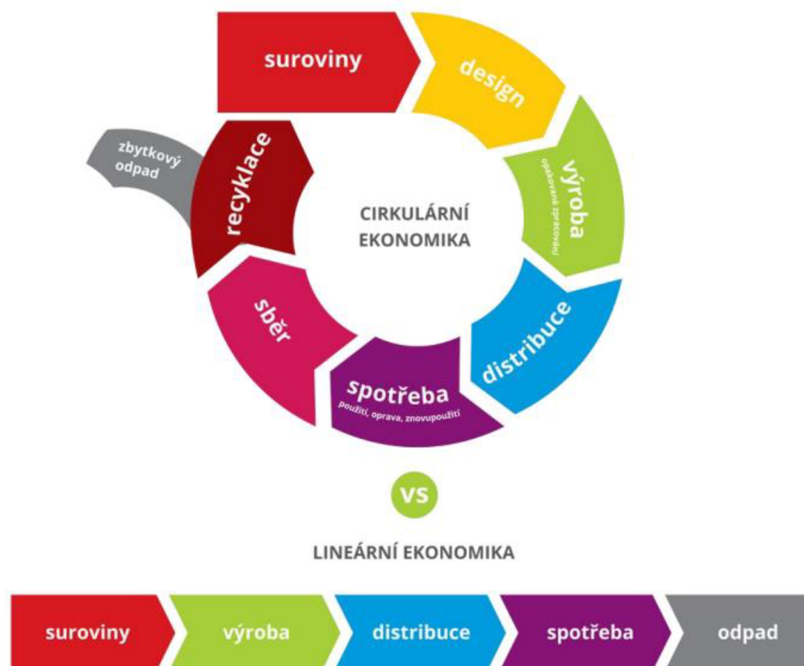 suroviny
design
výroba
opakované zpracování
distribuce
spotřeba
použití, oprava, znovupoužití
sběr
recyklace
zbytkový
odpad
CIRKULÁRNÍ
EKONOMIKA
VS
LINEÁRNÍ EKONOMIKA
suroviny
výroba
distribuce
spotřeba
odpad